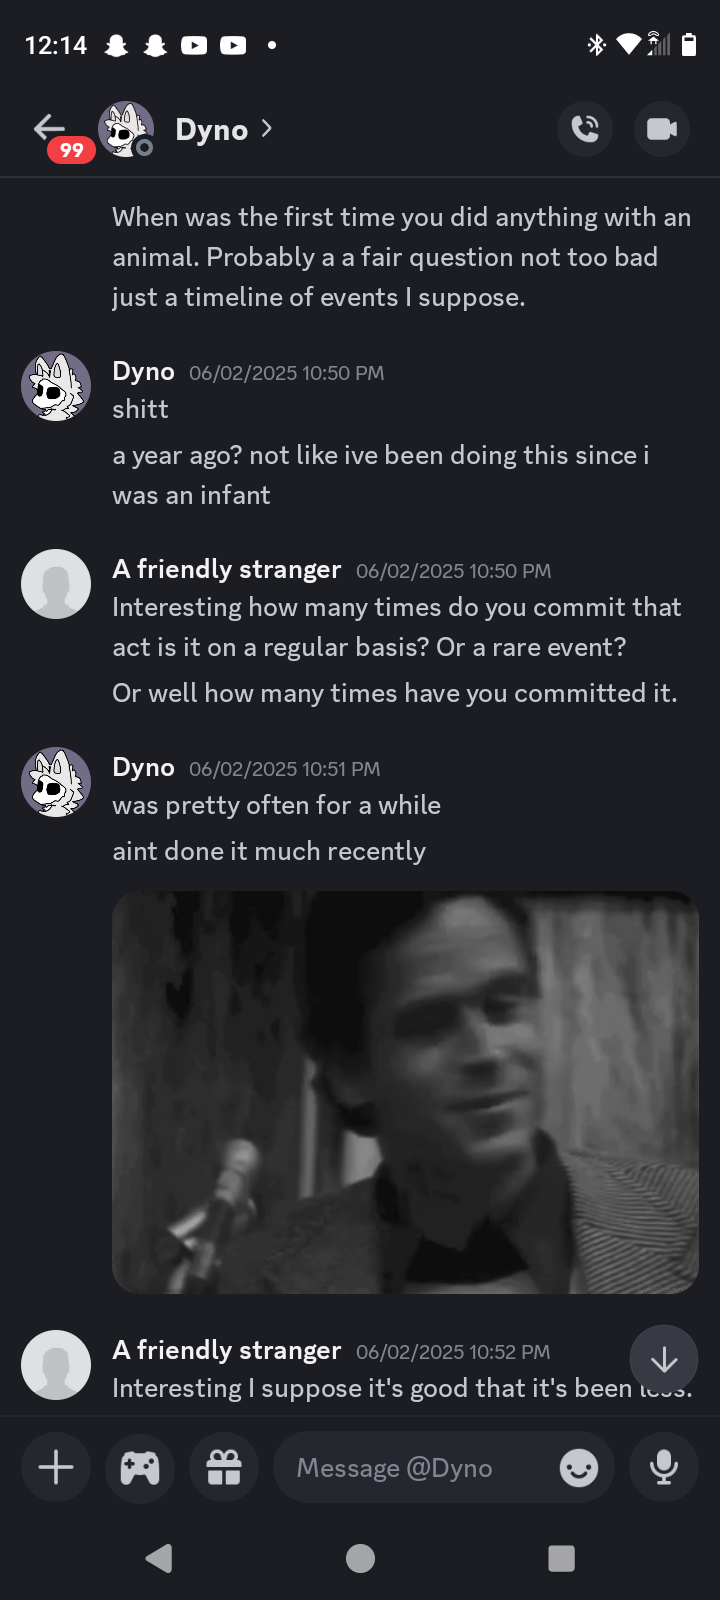 12:14
99
Dyno
When was the first time you did anything with an
animal. Probably a a fair question not too bad
just a timeline of events I suppose.
Dyno 06/02/2025 10:50 PM
shitt
a year ago? not like ive been doing this since i
was an infant
A friendly stranger 06/02/2025 10:50 PM
Interesting how many times do you commit that
act is it on a regular basis? Or a rare event?
Or well how many times have you committed it.
Dyno 06/02/2025 10:51 PM
was pretty often for a while
aint done it much recently
A friendly stranger 06/02/2025 10:52 PM
Interesting I suppose it's good that it's been less.
Message @Dyno